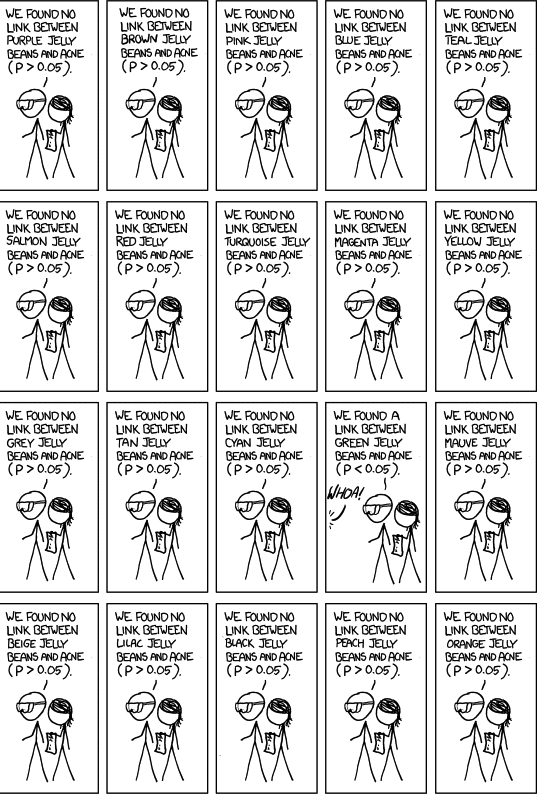 WE FOUND NO
LINK BETWEEN
PURPLE JELLY
BEANS AND ACNE
(P > 0.05).
WE FOUND NO
LINK BETWEEN
BROWN JELLY
BEANS AND ACNE
(P > 0.05).
WE FOUND NO
LINK BETWEEN
PINK JELLY
BEANS AND ACNE
(P > 0.05).
WE FOUND NO
LINK BETWEEN
BLUE JELLY
BEANS AND ACNE
(P > 0.05).
WE FOUND NO
LINK BETWEEN
TEAL JELLY
BEANS AND ACNE
(P > 0.05).
WE FOUND NO
LINK BETWEEN
SALMON JELLY
BEANS AND ACNE
(P > 0.05).
WE FOUND NO
LINK BETWEEN
RED JELLY
BEANS AND ACNE
(P > 0.05).
WE FOUND NO
LINK BETWEEN
TURQUOISE JELLY
BEANS AND ACNE
(P > 0.05).
WE FOUND NO
LINK BETWEEN
MAGENTA JELLY
BEANS AND ACNE
(P > 0.05).
WE FOUND NO
LINK BETWEEN
YELLOW JELLY
BEANS AND ACNE
(P > 0.05).
WE FOUND NO
LINK BETWEEN
GREY JELLY
BEANS AND ACNE
(P > 0.05).
WE FOUND NO
LINK BETWEEN
TAN JELLY
BEANS AND ACNE
(P > 0.05).
WE FOUND NO
LINK BETWEEN
CYAN JELLY
BEANS AND ACNE
(P > 0.05).
WE FOUND A
LINK BETWEEN
GREEN JELLY
BEANS AND ACNE
(P < 0.05).
WHOA!
WE FOUND NO
LINK BETWEEN
MAUVE JELLY
BEANS AND ACNE
(P > 0.05).
WE FOUND NO
LINK BETWEEN
BEIGE JELLY
BEANS AND ACNE
(P > 0.05).
WE FOUND NO
LINK BETWEEN
LILAC JELLY
BEANS AND ACNE
(P > 0.05).
WE FOUND NO
LINK BETWEEN
BLACK JELLY
BEANS AND ACNE
(P > 0.05).
WE FOUND NO
LINK BETWEEN
PEACH JELLY
BEANS AND ACNE
(P > 0.05).
WE FOUND NO
LINK BETWEEN
ORANGE JELLY
BEANS AND ACNE
(P > 0.05).